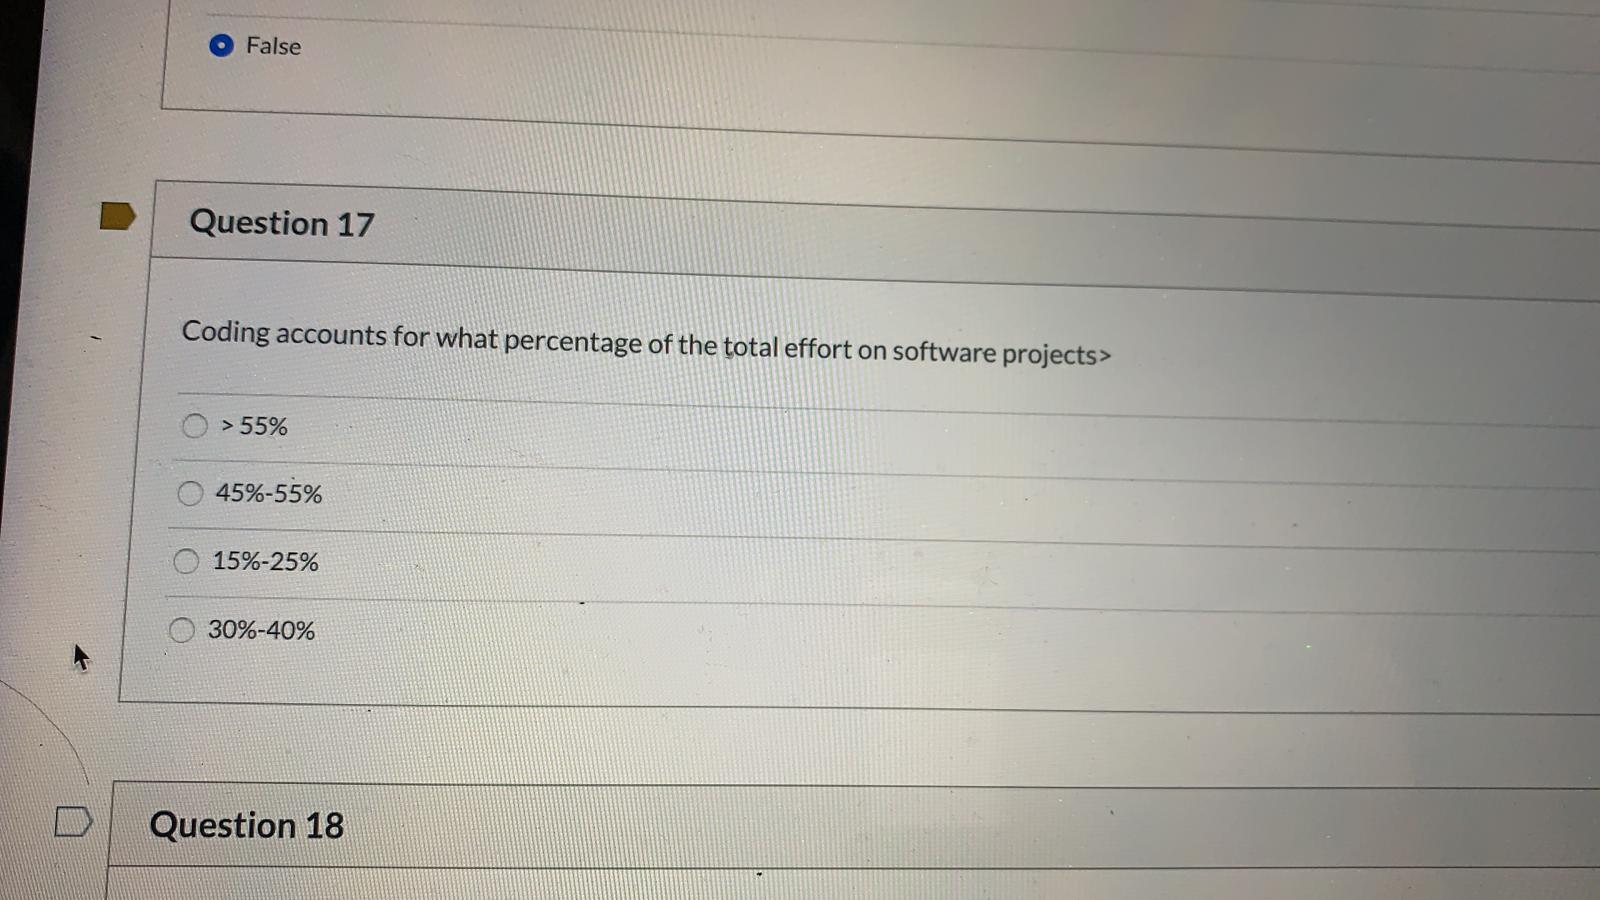 False
Question 17
Coding accounts for what percentage of the total effort on software projects>
> 55%
45%-55%
15%-25%
30%-40%
Question 18